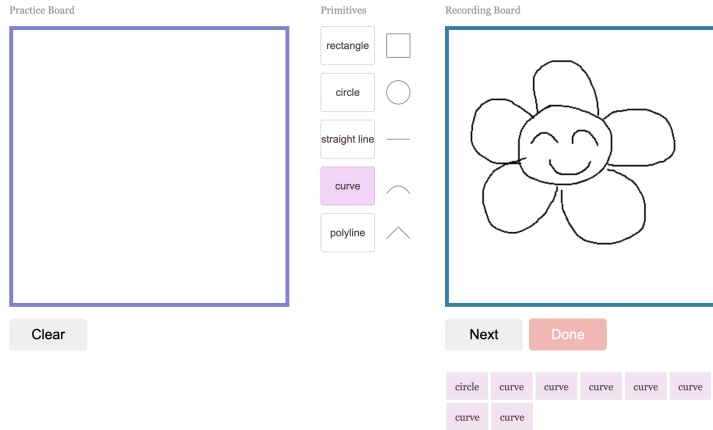 Practice Board
Primitives
Recording Board
rectangle
circle
straight line
curve
polyline
Clear
Next
Done
circle curve curve curve curve curve
curve curve